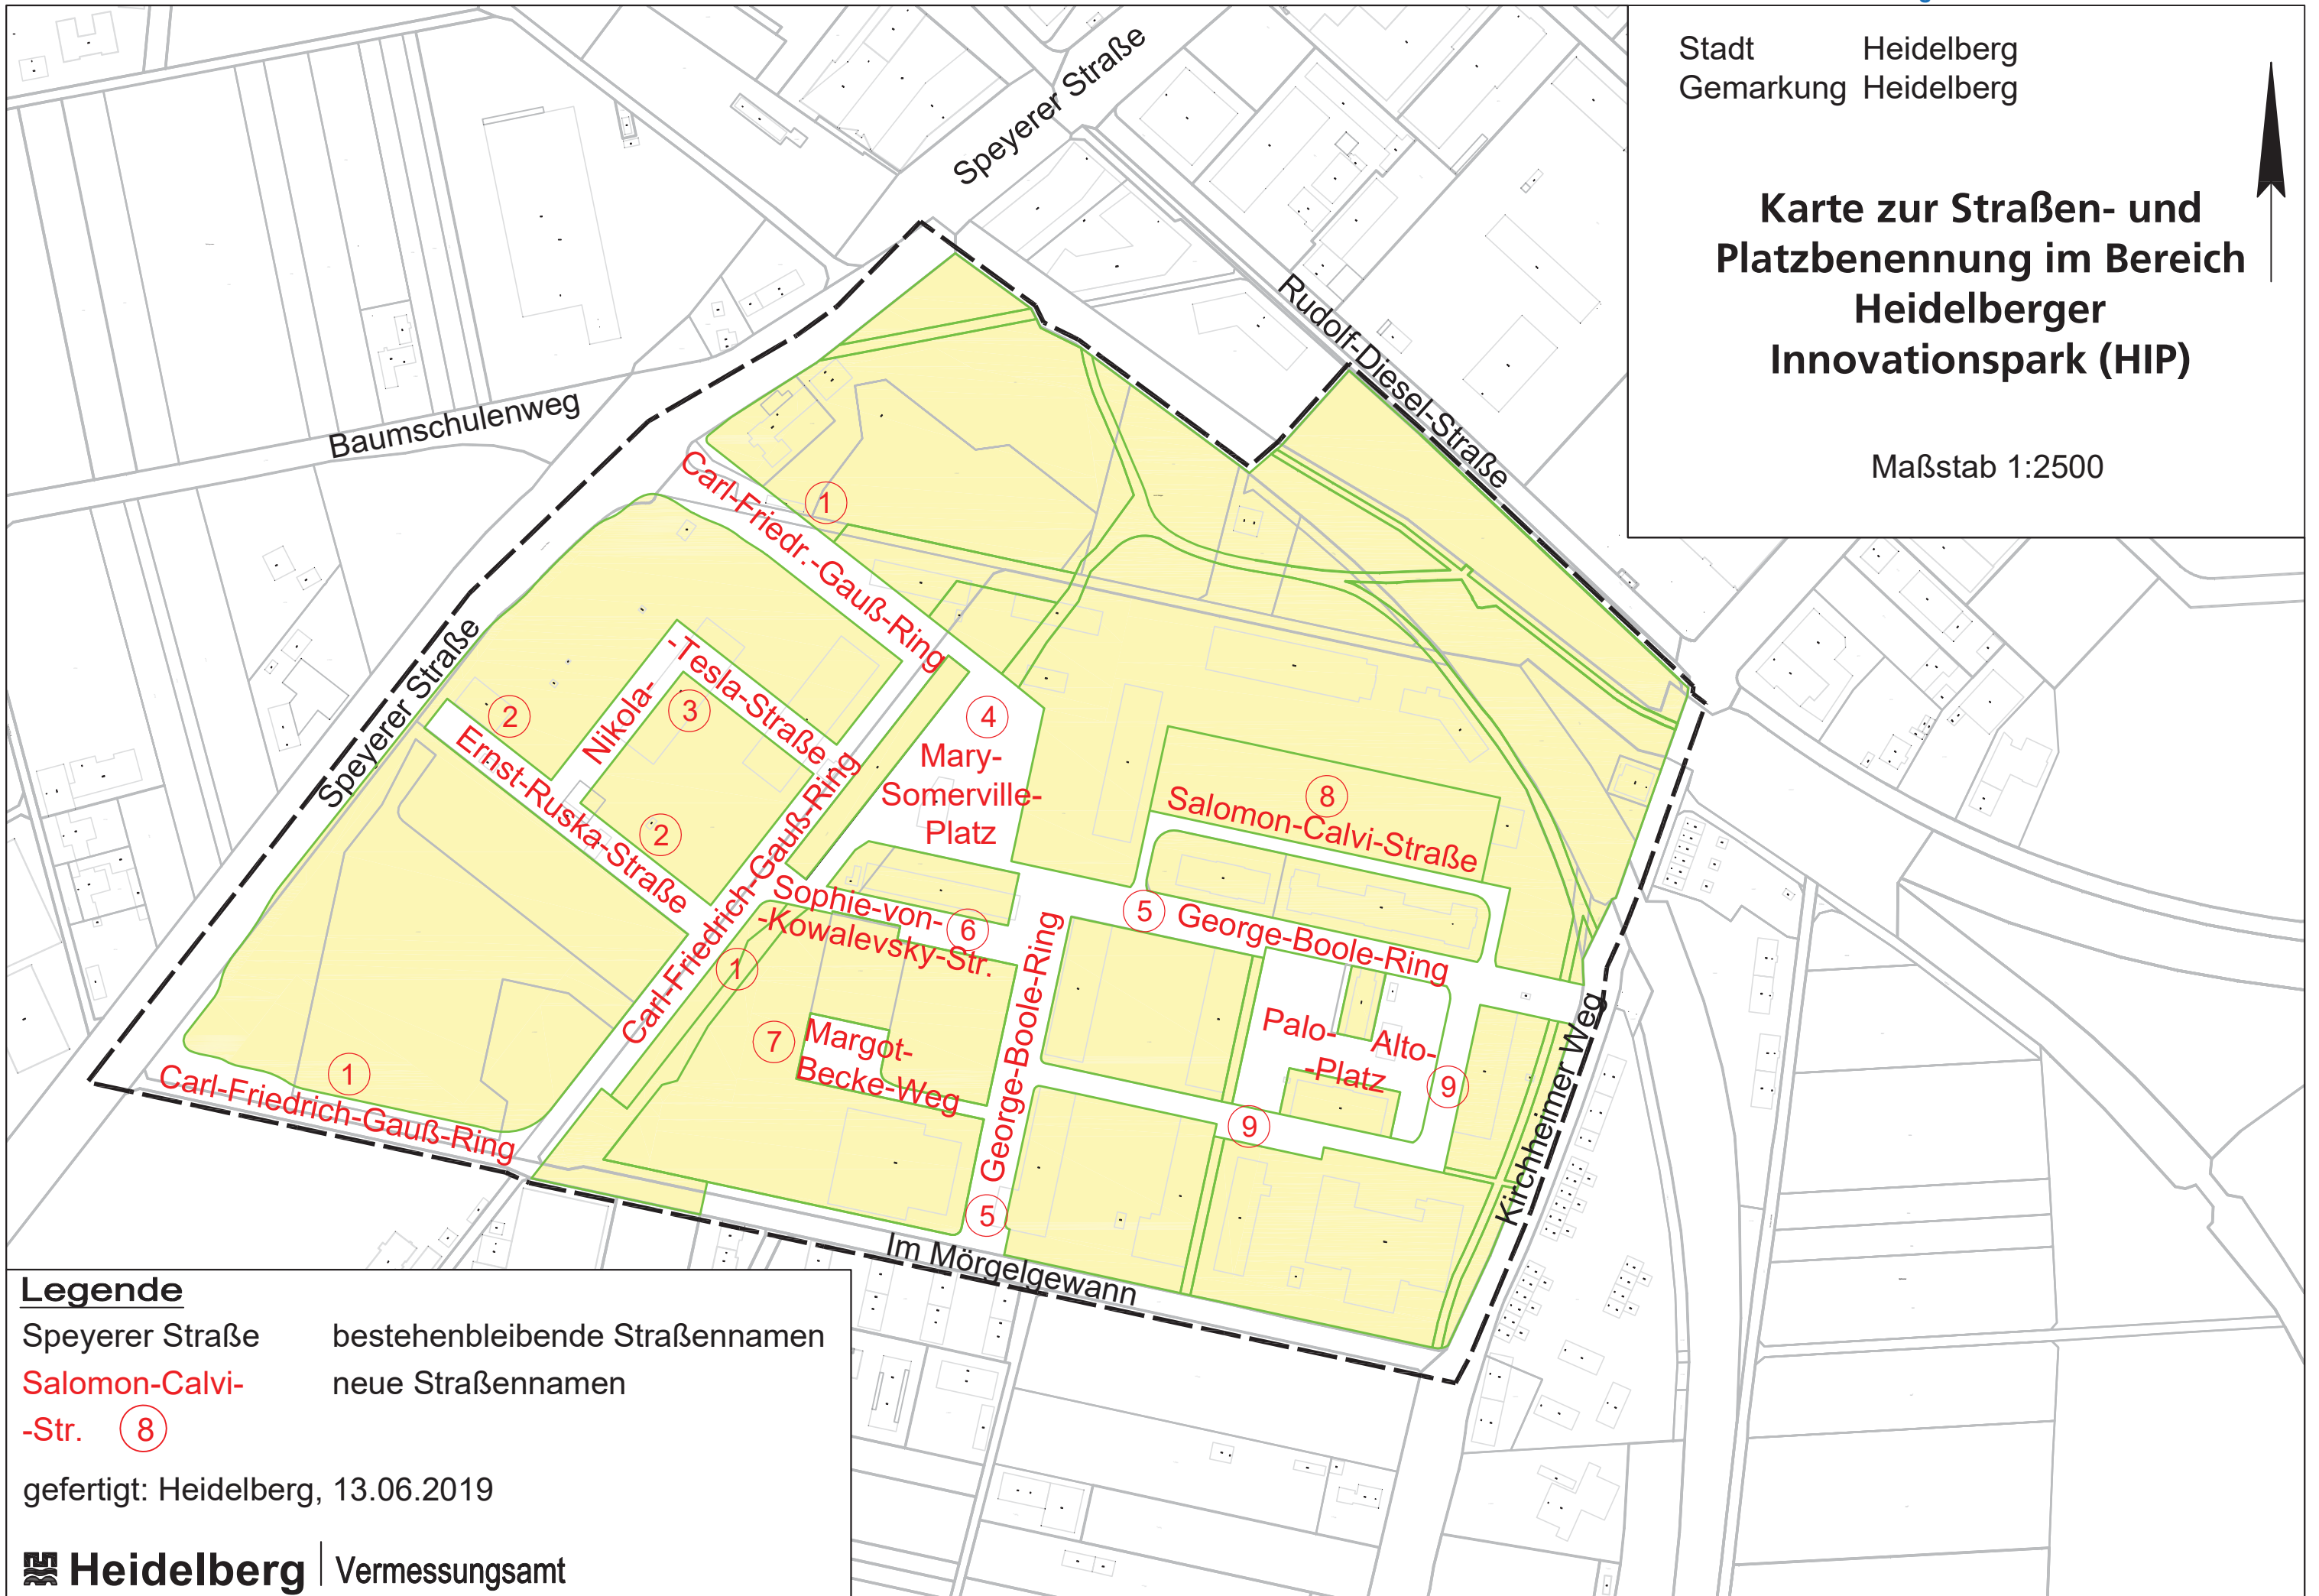 Stadt Heidelberg
Gemarkung Heidelberg
Karte zur Straßen- und
Platzbenennung im Bereich
Heidelberger
Innovationspark (HIP)
Maßstab 1:2500
Speyerer Straße
Rudolf-Diesel-Straße
Baumschulenweg
Carl-Friedr.-Gauß-Ring
1
Speyerer Straße
2
Ernst-Ruska-Straße
2
Nikola-
-Tesla-Straße
3
4
Mary-
Somerville-
Platz
Carl-Friedrich-Gauß-Ring
Carl-Friedrich-Gauß-Ring
1
8
Salomon-Calvi-Straße
5
George-Boole-Ring
Sophie-von-
6
-Kowalevsky-Str.
George-Boole-Ring
5
7
Margot-
Becke-Weg
Palo-
Alto-
-Platz
9
9
Kirchheimer Weg
1
Carl-Friedrich-Gauß-Ring
Im Mörgelgewann
Legende
Speyerer Straße bestehenbleibende Straßennamen
Salomon-Calvi- neue Straßennamen
-Str. 8
gefertigt: Heidelberg, 13.06.2019
Heidelberg Vermessungsamt